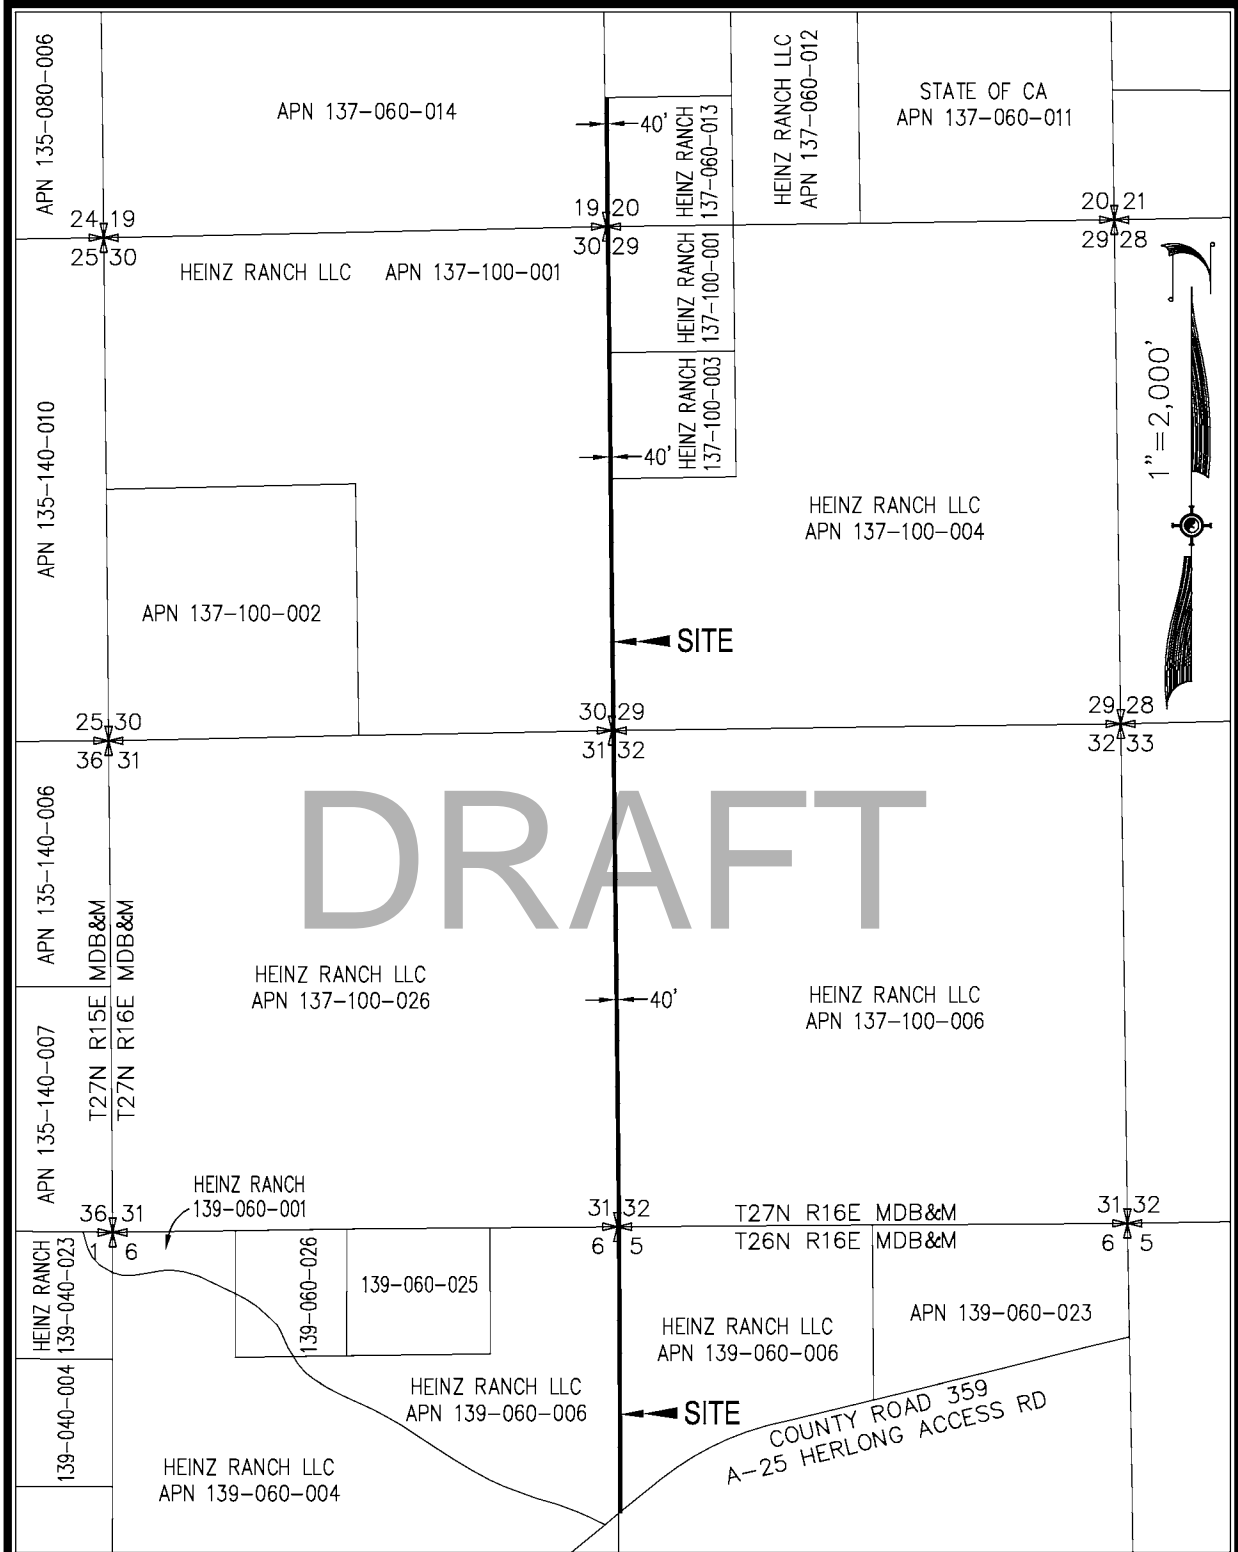 APN 135-080-006
APN 137-060-014
40'
HEINZ RANCH
137-060-013
HEINZ RANCH LLC
APN 137-060-012
STATE OF CA
APN 137-060-011
24 19
25 30
19 20
30 29
20 21
29 28
HEINZ RANCH LLC APN 137-100-001
HEINZ RANCH
137-100-001
HEINZ RANCH
137-100-003
40'
1"=2,000'
APN 135-140-010
HEINZ RANCH LLC
APN 137-100-004
APN 137-100-002
SITE
25 30
36 31
30 29
31 32
29 28
32 33
DRAFT
APN 135-140-006
T27N R15E MDB&M
T27N R16E MDB&M
HEINZ RANCH LLC
APN 137-100-026
40'
HEINZ RANCH LLC
APN 137-100-006
APN 135-140-007
HEINZ RANCH
139-060-001
36 31
1 6
31 32
6 5
T27N R16E MDB&M
T26N R16E MDB&M
31 32
6 5
HEINZ RANCH
139-040-023
139-060-026
139-060-025
HEINZ RANCH LLC
APN 139-060-006
APN 139-060-023
139-040-004
HEINZ RANCH LLC
APN 139-060-006
SITE
COUNTY ROAD 359
A-25 HERLONG ACCESS RD
HEINZ RANCH LLC
APN 139-060-004